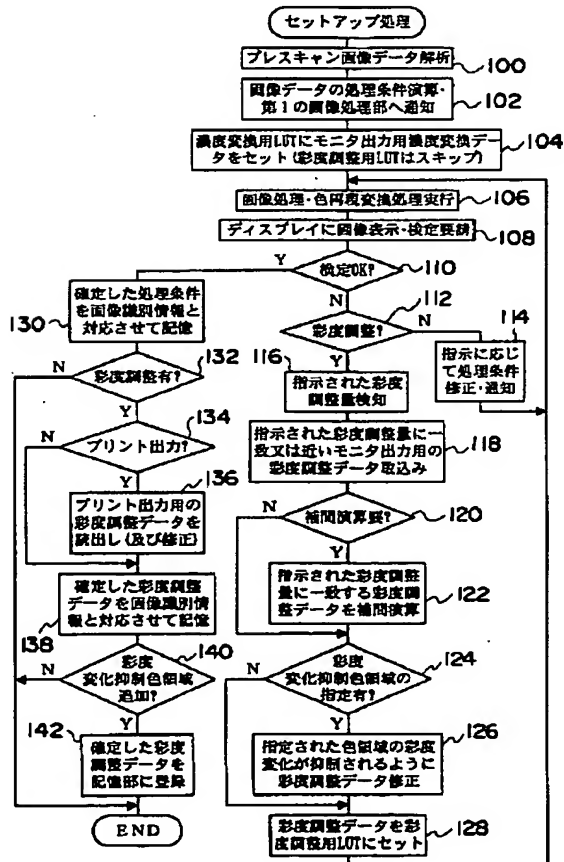 セットアップ処理
プレスキャン画像データ解析
100
画像データの処理条件演算・
第1の画像処理部へ通知
102
濃度変換用LUTにモニタ出力用濃度変換デー
タをセット(彩度調整用LUTはスキップ)
104
画像処理・色再現変換処理実行
106
ディスプレイに画像表示・検定要請
108
検定OK?
110
Y
N
確定した処理条件
を画像識別情報と
対応させて記憶
130
彩度調整?
112
N
Y
114
指示に応じ
て処理条件
修正・通知
116
指示された彩度
調整量検知
指示された彩度調整量に一
致又は近いモニタ出力用の
彩度調整データ取込み
118
補間演算要?
120
N
Y
指示された彩度調整
量に一致する彩度調
整データを補間演算
122
彩度
変化抑制色領域の
指定有?
124
N
Y
指定された色領域の彩度
変化が抑制されるように
彩度調整データ修正
126
彩度調整データを彩
度調整用LUTにセット
128
彩度調整有?
132
N
Y
プリント出力?
134
N
Y
136
プリント出力用の
彩度調整データを
読出し(及び修正)
確定した彩度調整
データを画像識別情
報と対応させて記憶
138
彩度
変化抑制色領域
追加?
140
N
Y
142
確定した彩度
調整データを
記憶部に登録
END